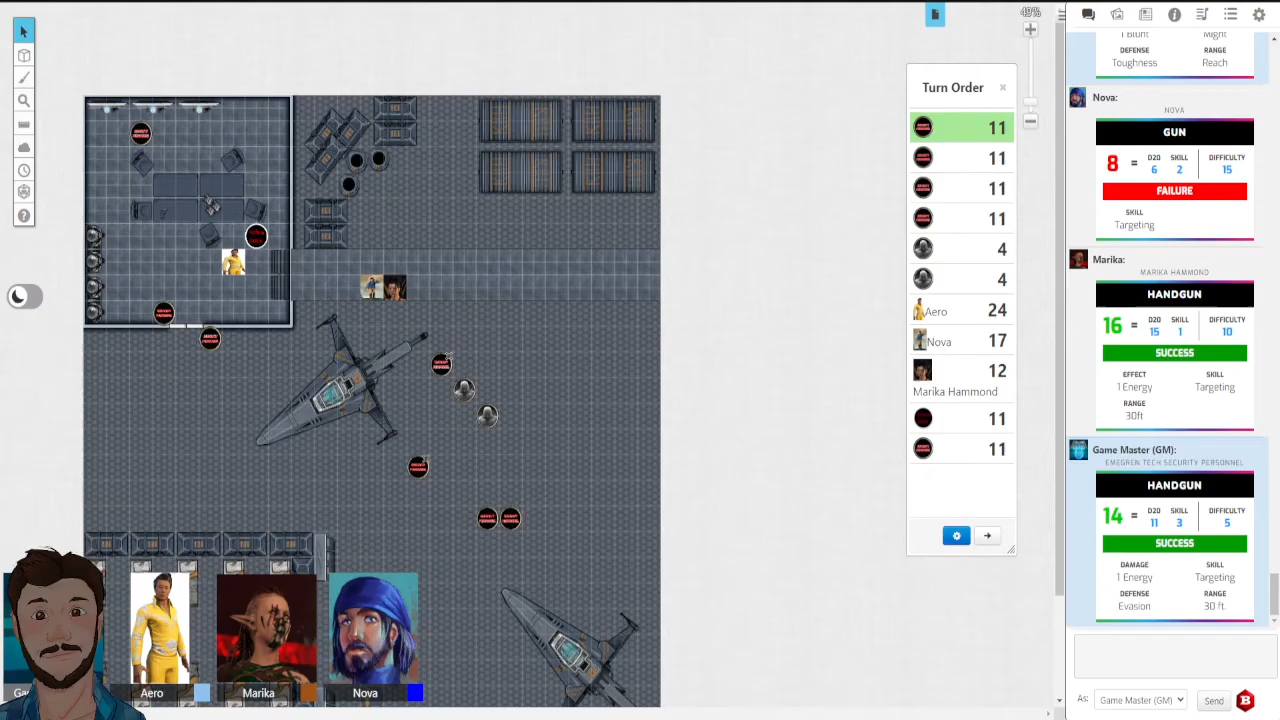 49%
Turn Order ×
11
11
11
11
4
4
Aero 24
Nova 17
12
Marika Hammond
11
11
1 Blunt Might
DEFENSE RANGE
Toughness Reach
Nova:
NOVA
GUN
8 = D20 SKILL DIFFICULTY
6 2 15
FAILURE
SKILL
Targeting
Marika:
MARIKA HAMMOND
HANDGUN
16 = D20 SKILL DIFFICULTY
15 1 10
SUCCESS
EFFECT SKILL
1 Energy Targeting
RANGE
30ft
Game Master (GM):
EMEGREN TECH SECURITY PERSONNEL
HANDGUN
14 = D20 SKILL DIFFICULTY
11 3 5
SUCCESS
DAMAGE SKILL
1 Energy Targeting
DEFENSE RANGE
Evasion 30 ft.
As: Game Master (GM) Send
Aero
Marika
Nova